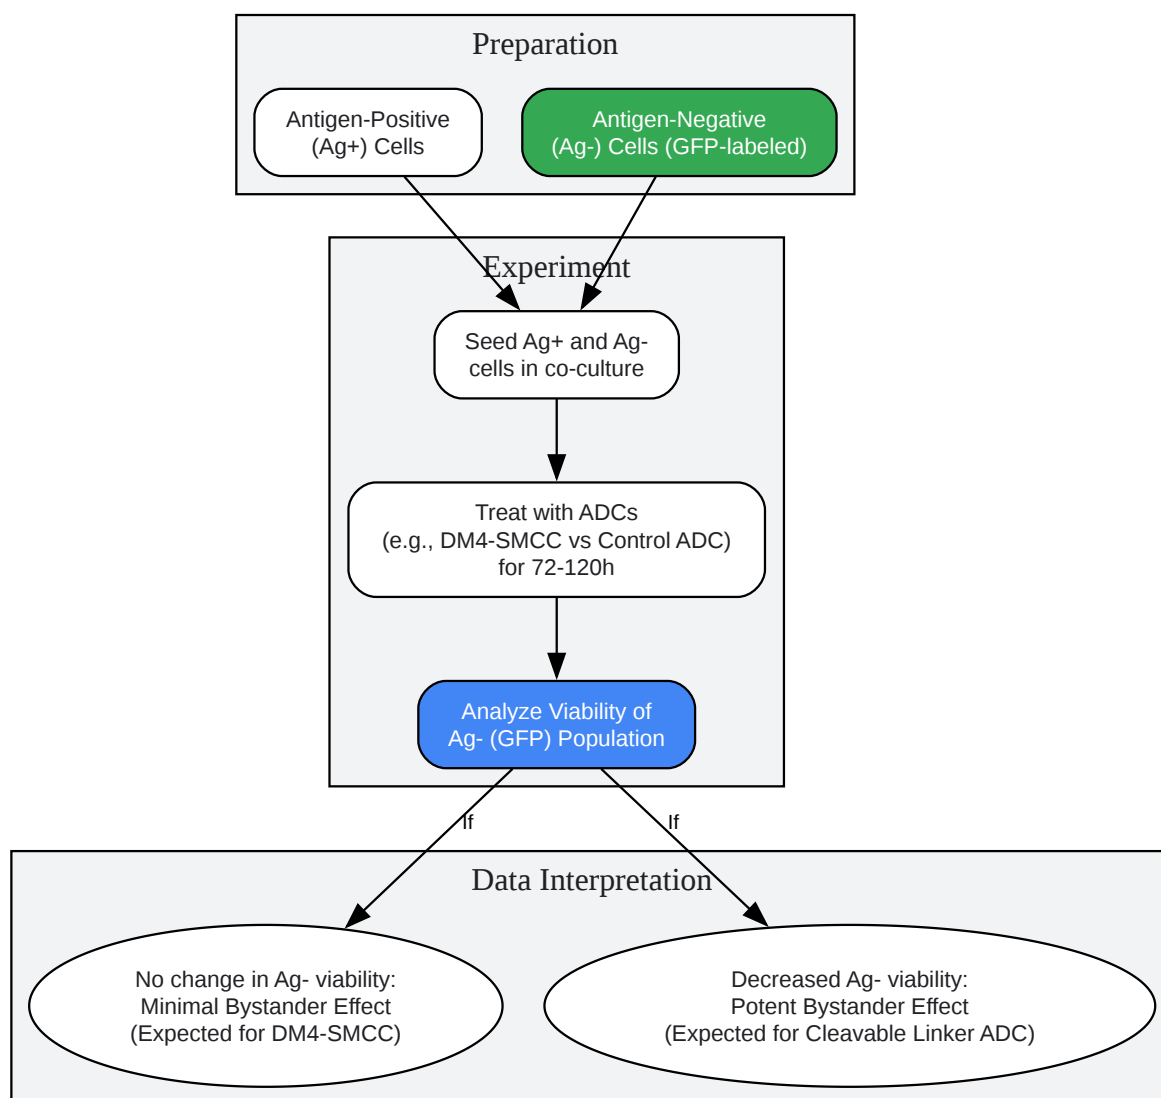 Preparation
Antigen-Positive
(Ag+) Cells
Antigen-Negative
(Ag-) Cells (GFP-labeled)
Experiment
Seed Ag+ and Ag-
cells in co-culture
Treat with ADCs
(e.g., DM4-SMCC vs Control ADC)
for 72-120h
Analyze Viability of
Ag- (GFP) Population
If
If
Data Interpretation
No change in Ag- viability:
Minimal Bystander Effect
(Expected for DM4-SMCC)
Decreased Ag- viability:
Potent Bystander Effect
(Expected for Cleavable Linker ADC)